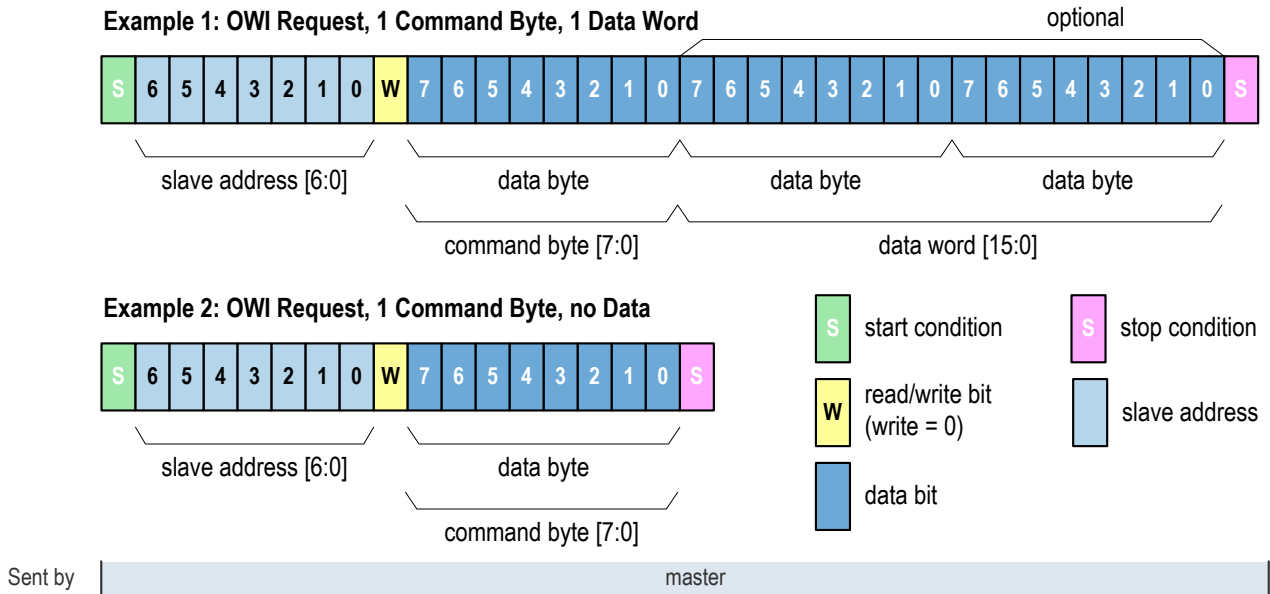 Example 1: OWI Request, 1 Command Byte, 1 Data Word
optional
S 6 5 4 3 2 1 0 W 7 6 5 4 3 2 1 0 7 6 5 4 3 2 1 0 7 6 5 4 3 2 1 0 S
slave address [6:0] data byte data byte data byte
command byte [7:0] data word [15:0]
Example 2: OWI Request, 1 Command Byte, no Data
S 6 5 4 3 2 1 0 W 7 6 5 4 3 2 1 0 S
slave address [6:0] data byte
command byte [7:0]
S start condition
S stop condition
W read/write bit
(write = 0)
slave address
data bit
Sent by master